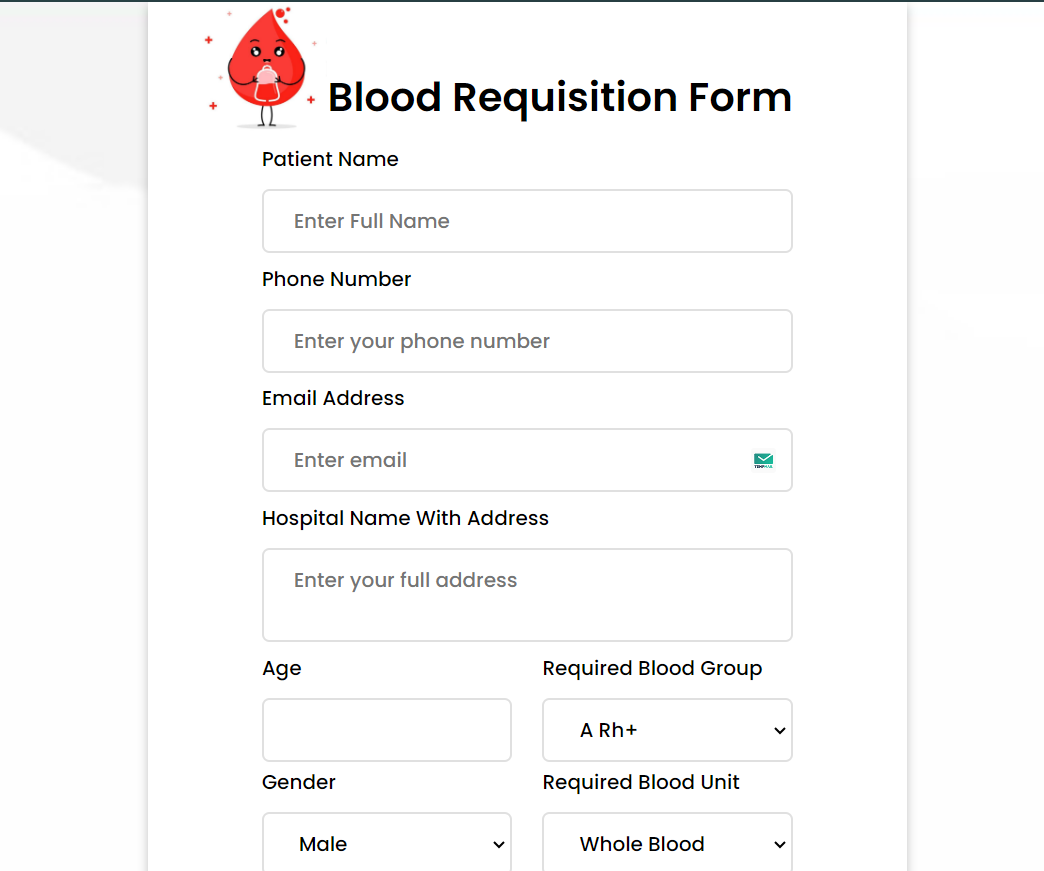 Blood Requisition Form
Patient Name
Enter Full Name
Phone Number
Enter your phone number
Email Address
Enter email
Hospital Name With Address
Enter your full address
Age
Required Blood Group
A Rh+
Gender
Required Blood Unit
Male
Whole Blood